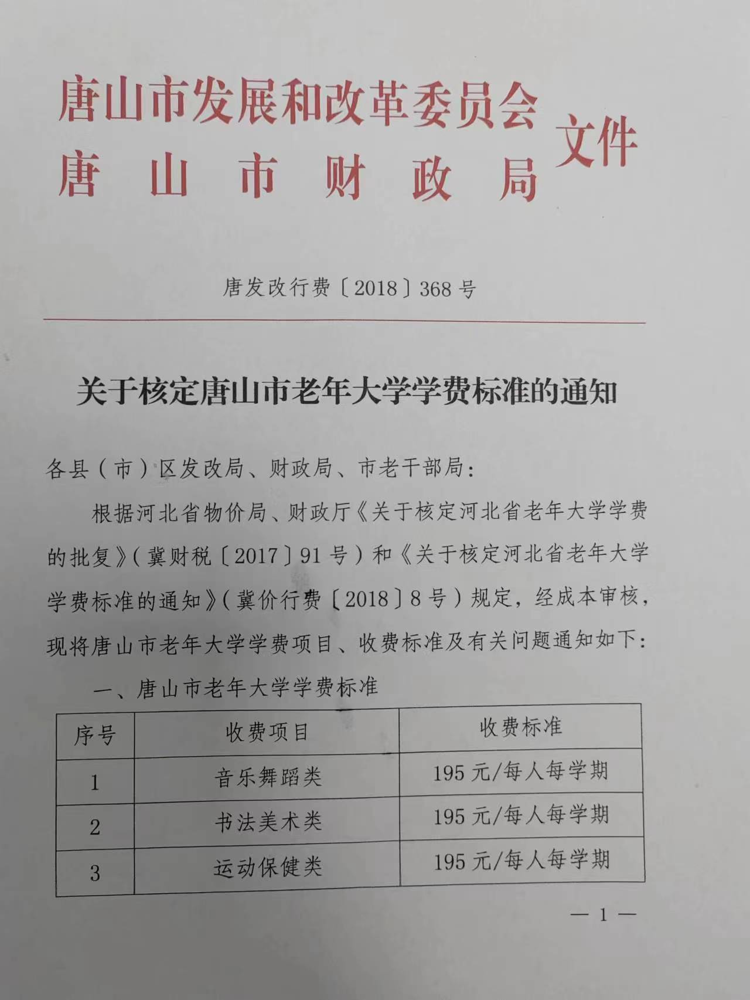 唐山市发展和改革委员会
唐山市财政局
文件
唐发改行费〔2018〕368号
关于核定唐山市老年大学学费标准的通知
各县（市）区发改局、财政局、市老干部局：
根据河北省物价局、财政厅《关于核定河北省老年大学学费
的批复》（冀财税〔2017〕91号）和《关于核定河北省老年大学
学费标准的通知》（冀价行费〔2018〕8号）规定，经成本审核，
现将唐山市老年大学学费项目、收费标准及有关问题通知如下：
一、唐山市老年大学学费标准
序号 收费项目 收费标准
1 音乐舞蹈类 195元/每人每学期
2 书法美术类 195元/每人每学期
3 运动保健类 195元/每人每学期
— 1 —